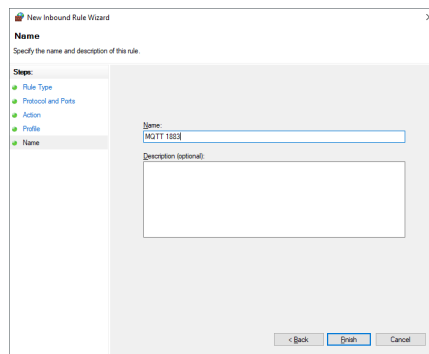 New Inbound Rule Wizard
Name
Specify the name and description of this rule.
Steps:
Rule Type
Protocol and Ports
Action
Profile
Name
Name:
MQTT 1883
Description (optional):
< Back
Finish
Cancel